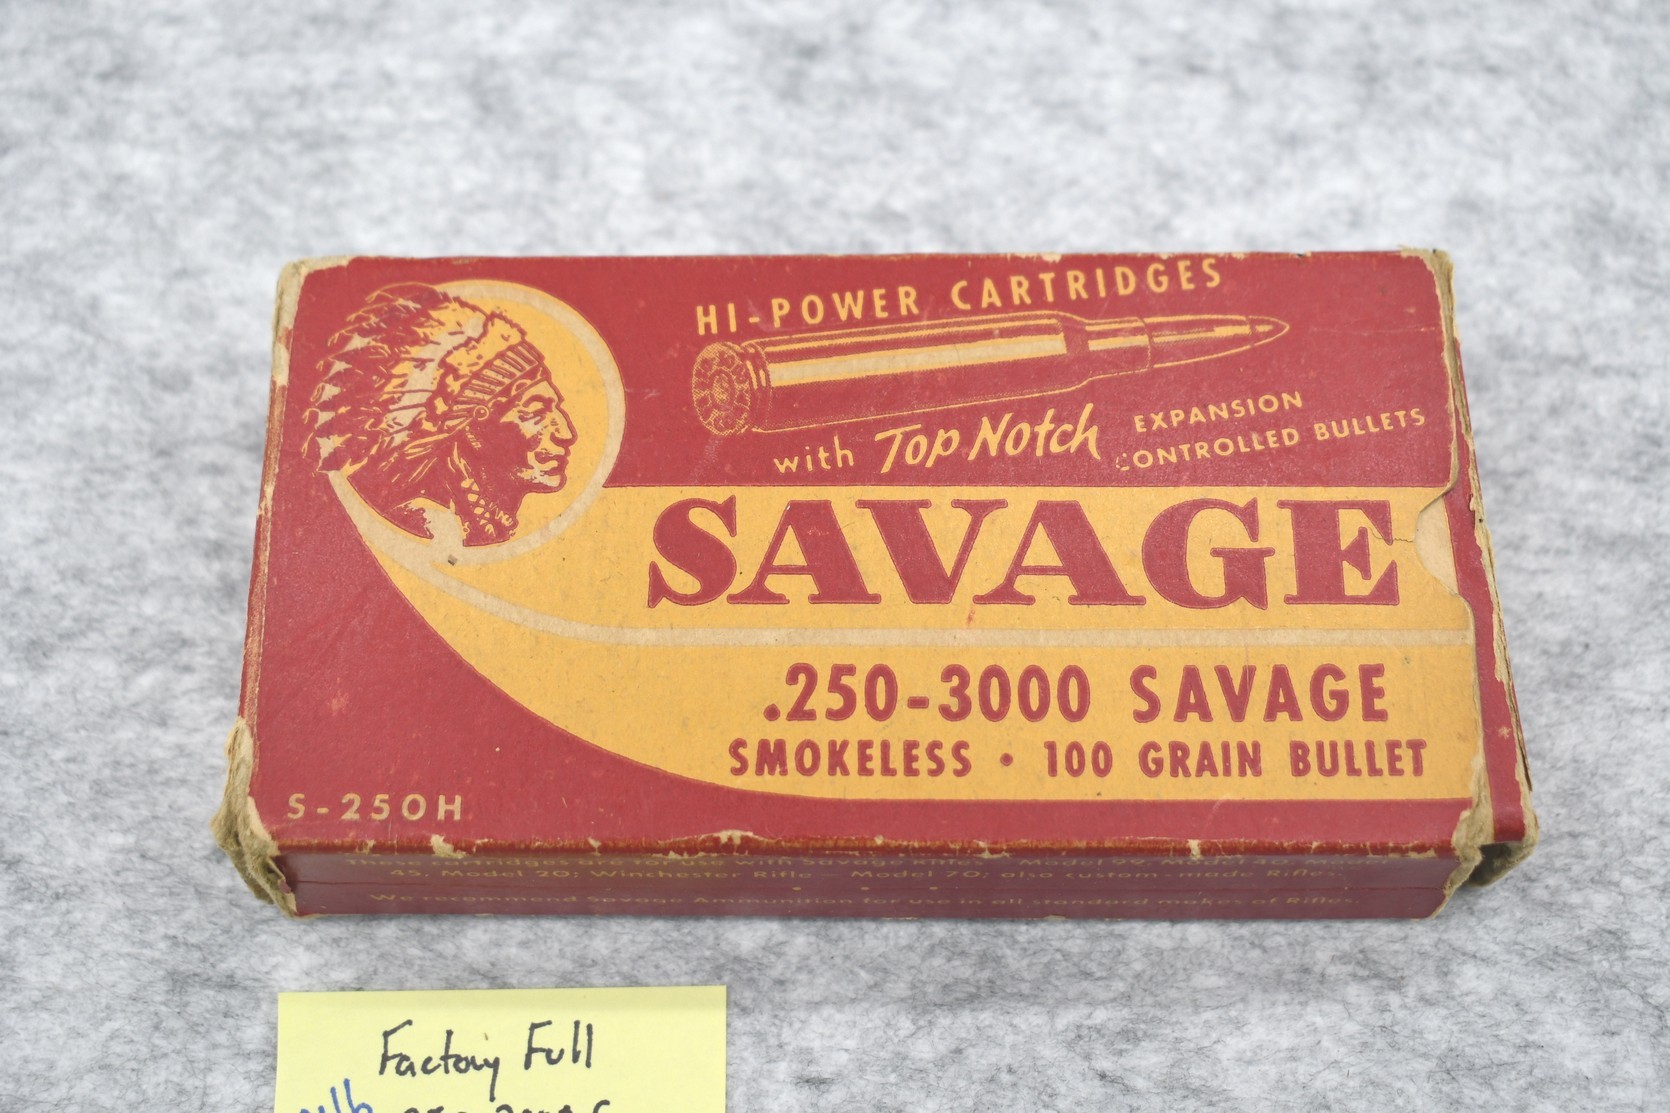 HI-POWER CARTRIDGES
with Top Notch EXPANSION CONTROLLED BULLETS
SAVAGE
.250-3000 SAVAGE
SMOKELESS • 100 GRAIN BULLET
S-250H
45, Model 20; Winchester Rifle — Model 70; also custom-made Rifles
We recommend Savage Ammunition for use in all standard makes of Rifles.
Factory Full